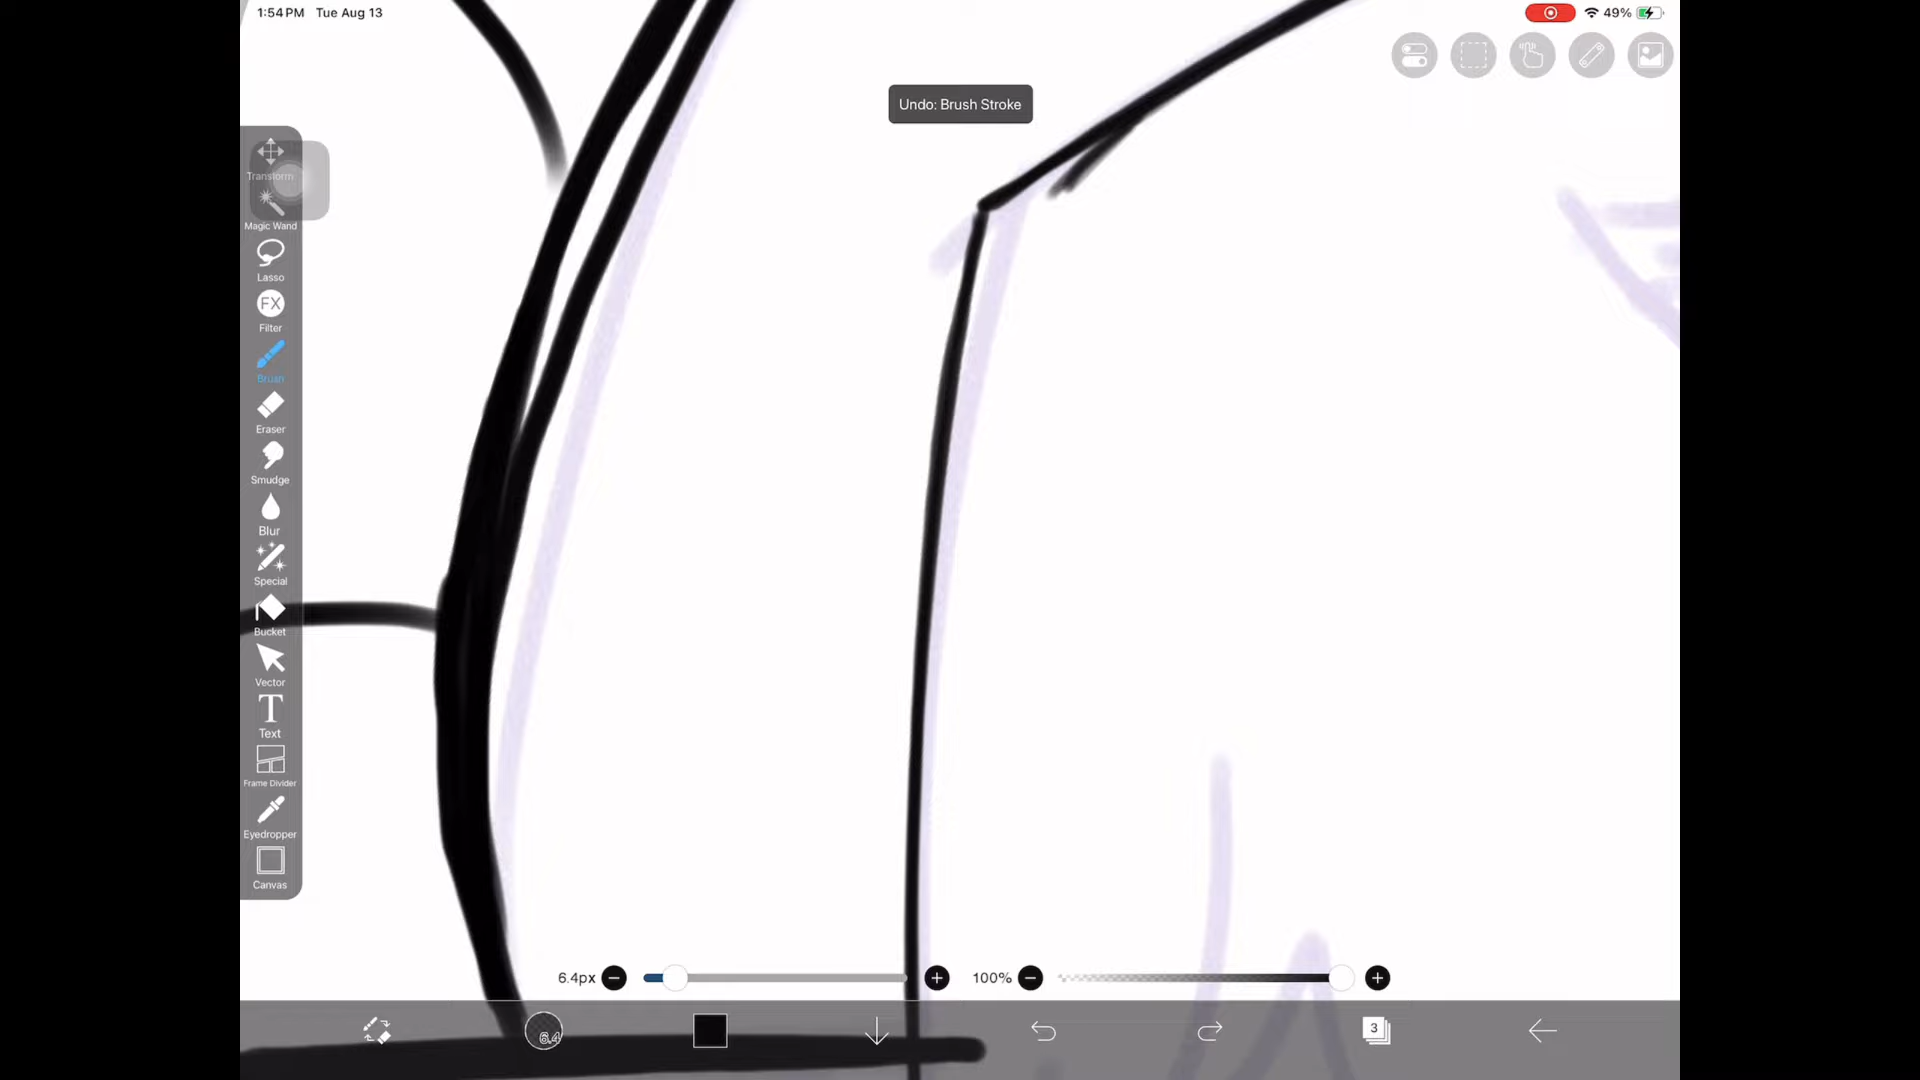 1:54 PM Tue Aug 13
49%
Undo: Brush Stroke
Transform
Magic Wand
Lasso
FX
Filter
Brush
Eraser
Smudge
Blur
Special
Bucket
Vector
T
Text
Frame Divider
Eyedropper
Canvas
6.4px
100%
6.4
3